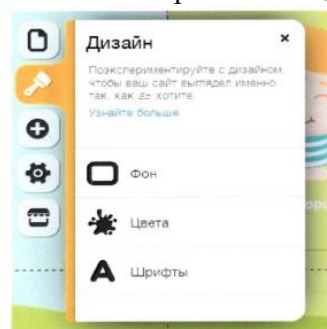 Дизайн
Поэкспериментируйте с дизайном,
чтобы ваш сайт выглядел именно
так, как хотите.
Узнайте больше
Фон
Цвета
Шрифты